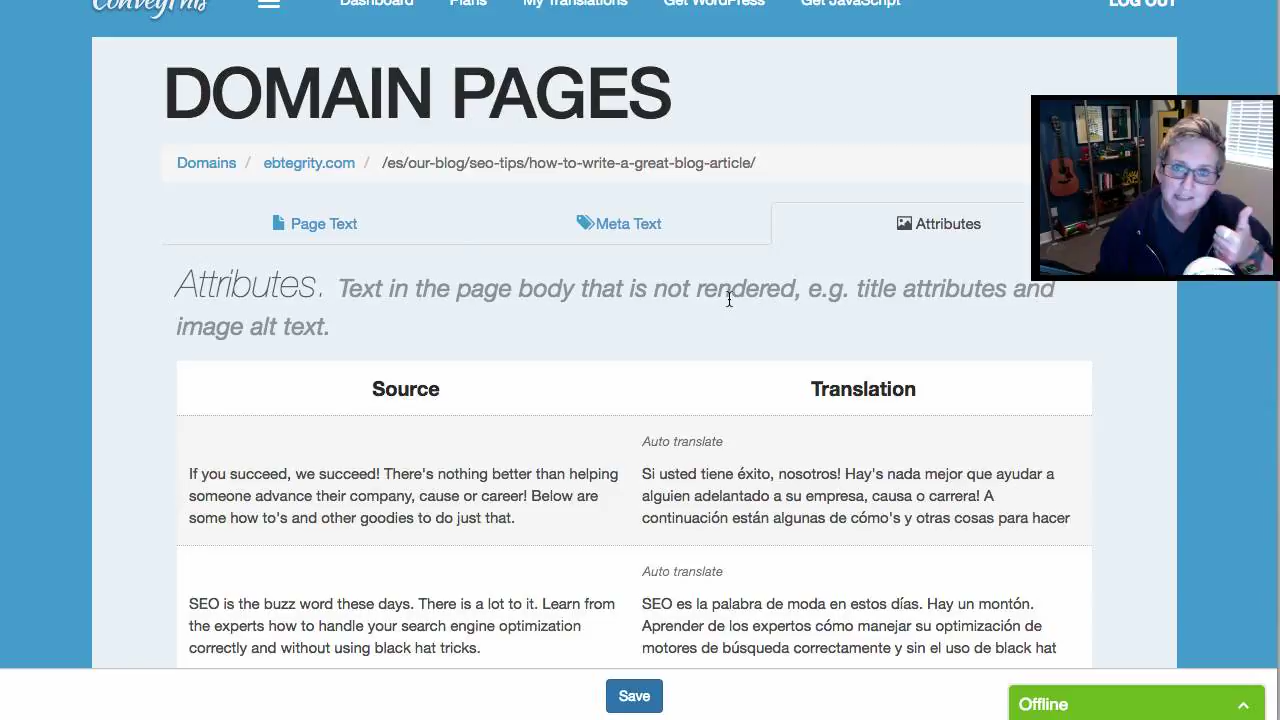 ConveyThis
Dashboard Plans My Translations Get WordPress Get JavaScript LOG OUT
DOMAIN PAGES
Domains / ebtegrity.com / /es/our-blog/seo-tips/how-to-write-a-great-blog-article/
Page Text Meta Text Attributes
Attributes. Text in the page body that is not rendered, e.g. title attributes and
image alt text.
Source Translation
Auto translate
If you succeed, we succeed! There's nothing better than helping
someone advance their company, cause or career! Below are
some how to's and other goodies to do just that.
Si usted tiene éxito, nosotros! Hay's nada mejor que ayudar a
alguien adelantado a su empresa, causa o carrera! A
continuación están algunas de cómo's y otras cosas para hacer
Auto translate
SEO is the buzz word these days. There is a lot to it. Learn from
the experts how to handle your search engine optimization
correctly and without using black hat tricks.
SEO es la palabra de moda en estos días. Hay un montón.
Aprender de los expertos cómo manejar su optimización de
motores de búsqueda correctamente y sin el uso de black hat
Save
Offline